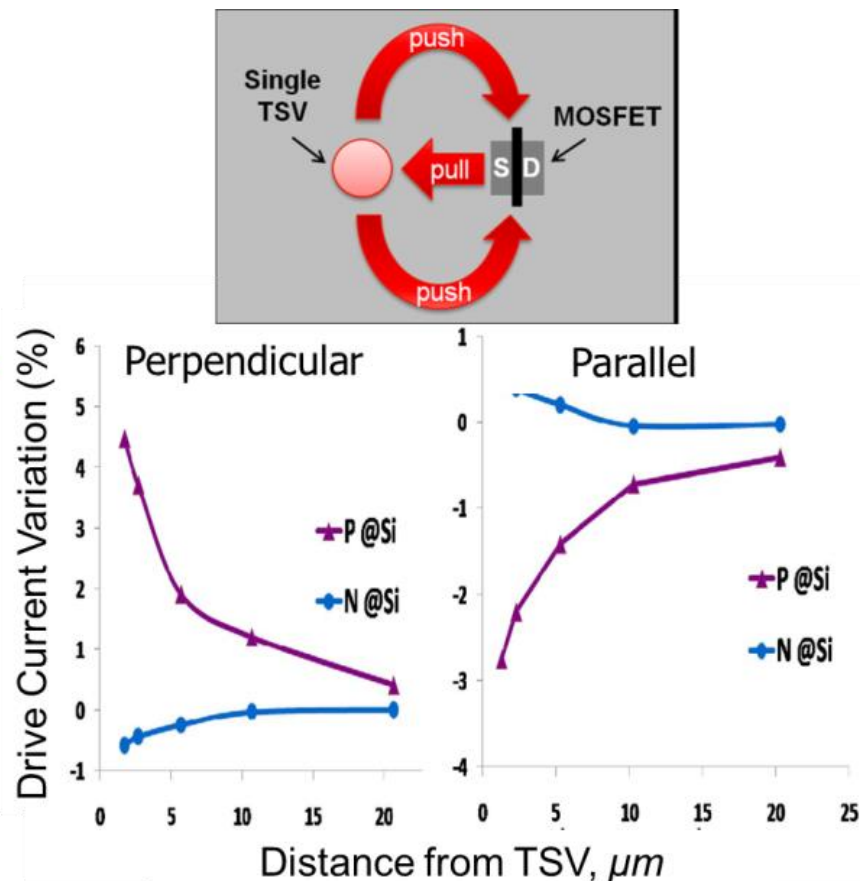 push
Single
TSV
MOSFET
pull
S D
push
Drive Current Variation (%)
Perpendicular
6
5
4
3
2
1
0
-1
P @Si
N @Si
0 5 10 15 20
Parallel
1
0
-1
-2
-3
-4
P @Si
N @Si
0 5 10 15 20 25
Distance from TSV, μm